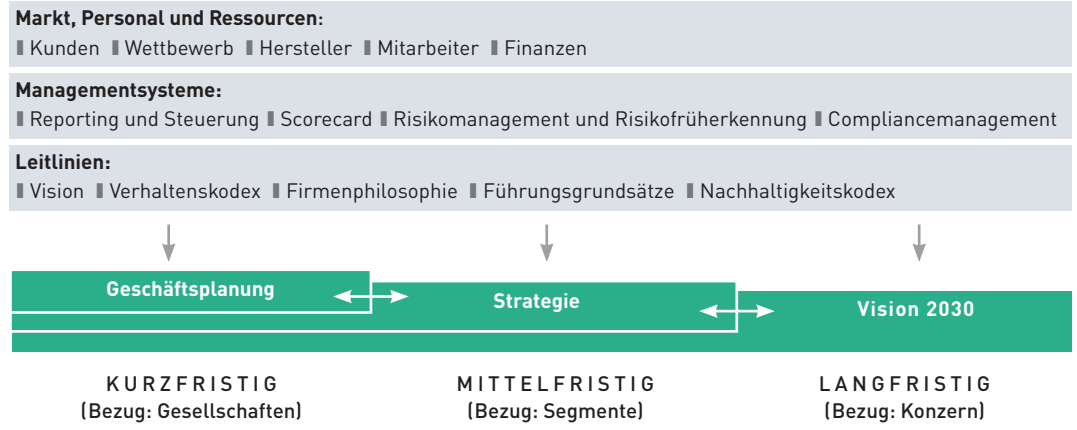 Markt, Personal und Ressourcen:
▮ Kunden ▮ Wettbewerb ▮ Hersteller ▮ Mitarbeiter ▮ Finanzen
Managementsysteme:
▮ Reporting und Steuerung ▮ Scorecard ▮ Risikomanagement und Risikofrüherkennung ▮ Compliancemanagement
Leitlinien:
▮ Vision ▮ Verhaltenskodex ▮ Firmenphilosophie ▮ Führungsgrundsätze ▮ Nachhaltigkeitskodex
Geschäftsplanung
Strategie
Vision 2030
KURZFRISTIG
(Bezug: Gesellschaften)
MITTELFRISTIG
(Bezug: Segmente)
LANGFRISTIG
(Bezug: Konzern)